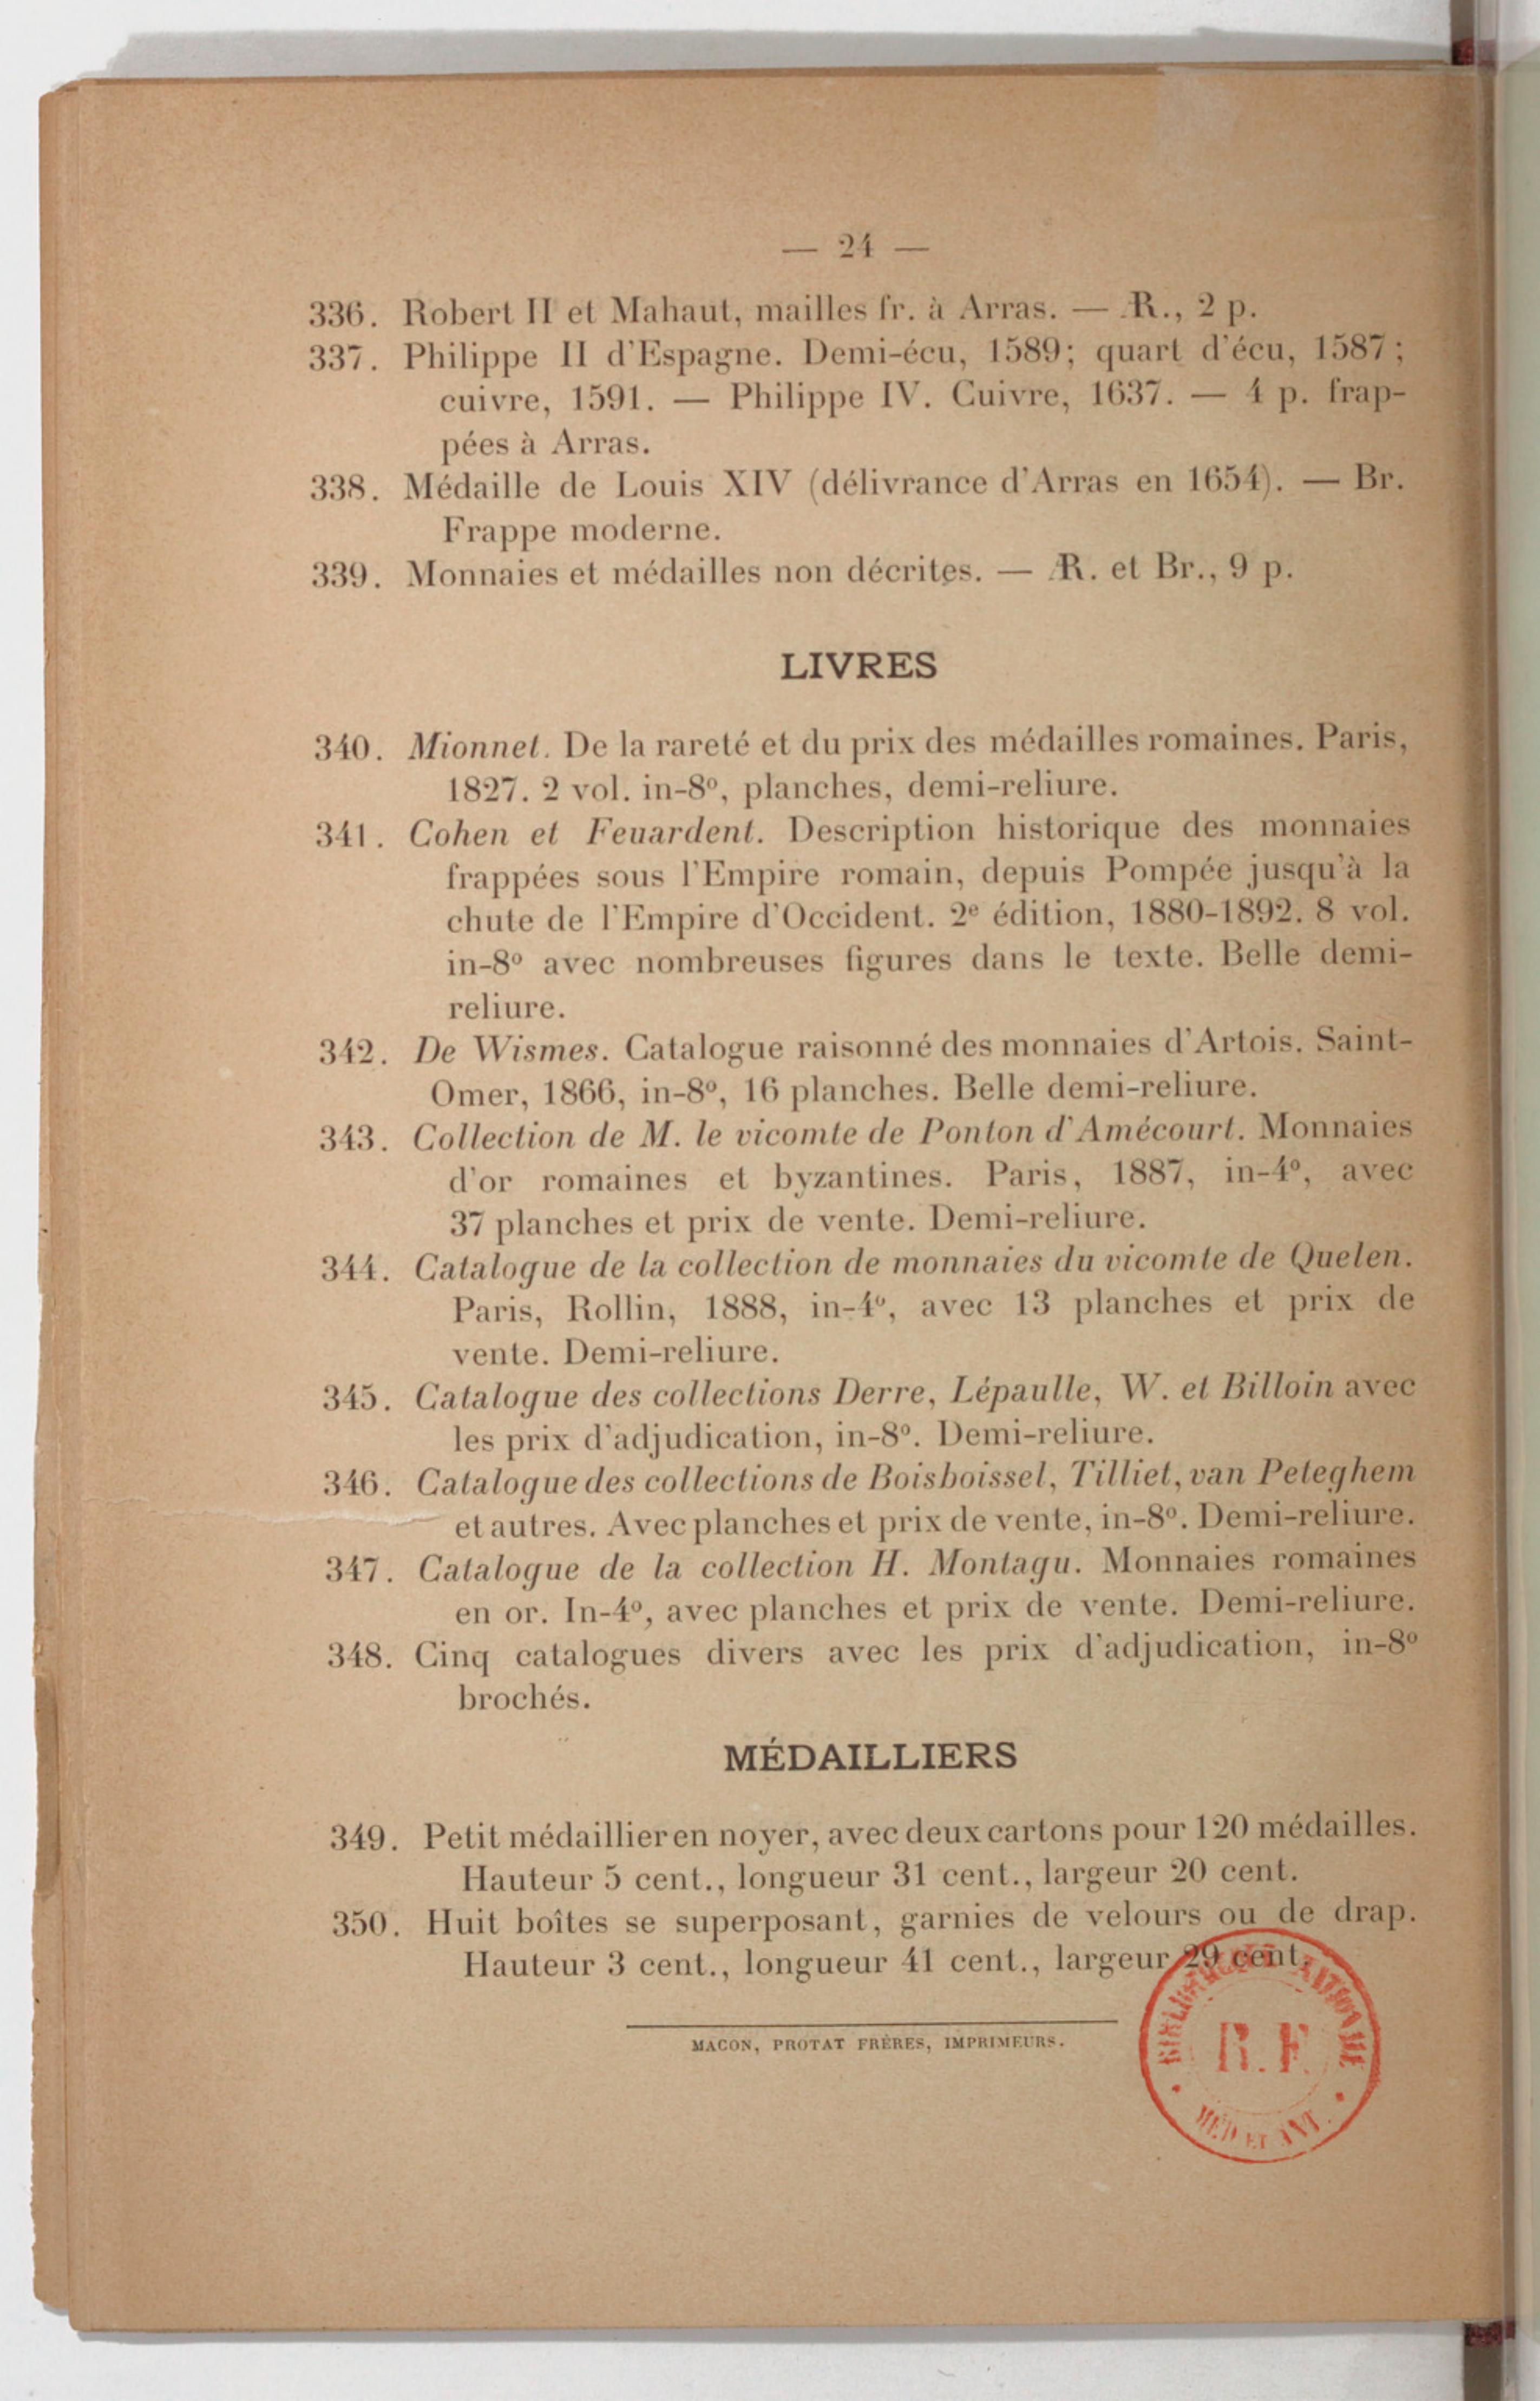 — 24 —
336. Robert II et Mahaut, mailles fr. à Arras. — Æ., 2 p.
337. Philippe II d'Espagne. Demi-écu, 1589; quart d'écu, 1587;
cuivre, 1591. — Philippe IV. Cuivre, 1637. — 4 p. frap-
pées à Arras.
338. Médaille de Louis XIV (délivrance d'Arras en 1654). — Br.
Frappe moderne.
339. Monnaies et médailles non décrites. — ÆR. et Br., 9 p.
LIVRES
340. Mionnet. De la rareté et du prix des médailles romaines. Paris,
1827. 2 vol. in-8º, planches, demi-reliure.
341. Cohen et Feuardent. Description historique des monnaies
frappées sous l'Empire romain, depuis Pompée jusqu'à la
chute de l'Empire d'Occident. 2e édition, 1880-1892. 8 vol.
in-8º avec nombreuses figures dans le texte. Belle demi-
reliure.
342. De Wismes. Catalogue raisonné des monnaies d'Artois. Saint-
Omer, 1866, in-8º, 16 planches. Belle demi-reliure.
343. Collection de M. le vicomte de Ponton d'Amécourt. Monnaies
d'or romaines et byzantines. Paris, 1887, in-4º, avec
37 planches et prix de vente. Demi-reliure.
344. Catalogue de la collection de monnaies du vicomte de Quelen.
Paris, Rollin, 1888, in-4º, avec 13 planches et prix de
vente. Demi-reliure.
345. Catalogue des collections Derre, Lépaulle, W. et Billoin avec
les prix d'adjudication, in-8º. Demi-reliure.
346. Catalogue des collections de Boisboissel, Tilliet, van Peteghem
et autres. Avec planches et prix de vente, in-8º. Demi-reliure.
347. Catalogue de la collection H. Montagu. Monnaies romaines
en or. In-4º, avec planches et prix de vente. Demi-reliure.
348. Cinq catalogues divers avec les prix d'adjudication, in-8º
brochés.
MÉDAILLIERS
349. Petit médaillier en noyer, avec deux cartons pour 120 médailles.
Hauteur 5 cent., longueur 31 cent., largeur 20 cent.
350. Huit boîtes se superposant, garnies de velours ou de drap.
Hauteur 3 cent., longueur 41 cent., largeur 29 cent.
MACON, PROTAT FRÈRES, IMPRIMEURS.
BIBLIOTHÈQUE NATIONALE
R.F.
MED ET ANT.